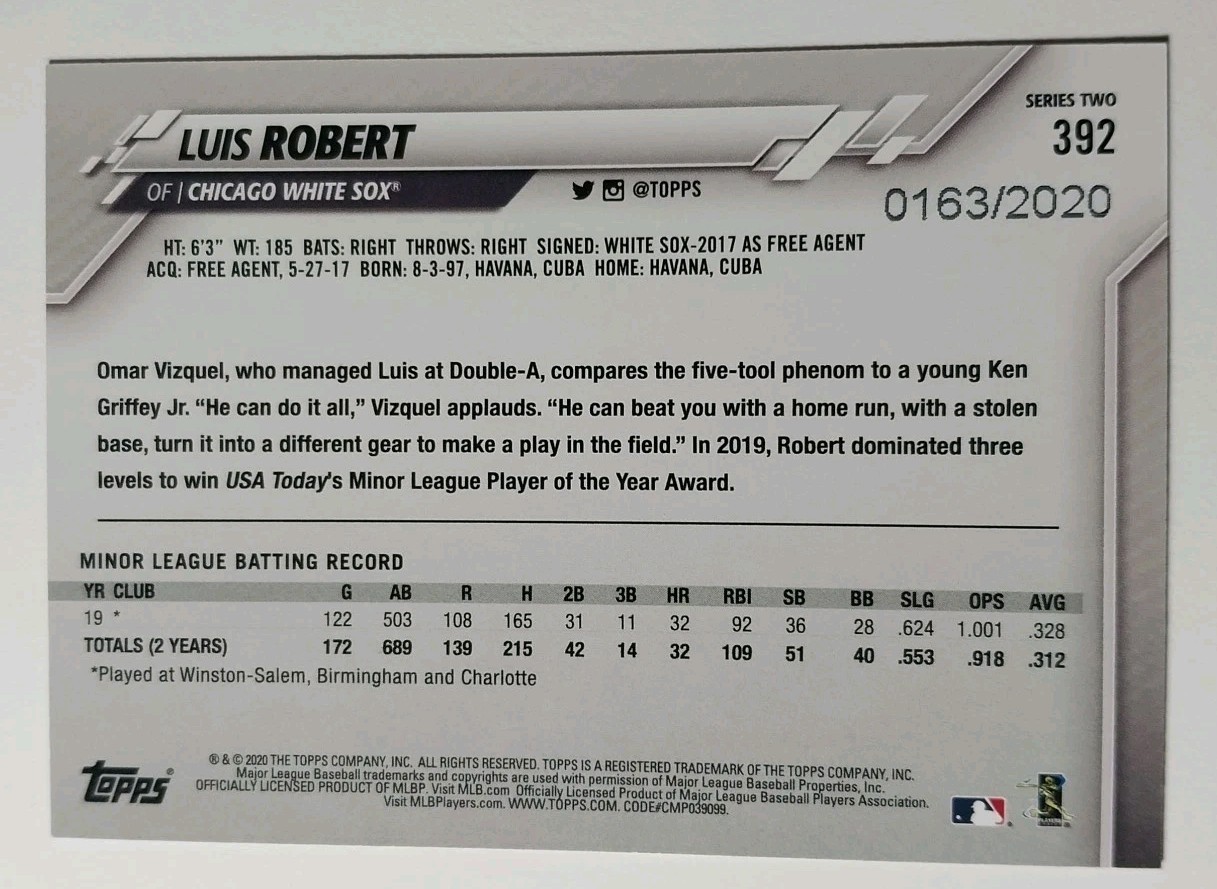 SERIES TWO
392
LUIS ROBERT
OF | CHICAGO WHITE SOX®
@TOPPS
0163/2020
HT: 6'3" WT: 185 BATS: RIGHT THROWS: RIGHT SIGNED: WHITE SOX-2017 AS FREE AGENT
ACQ: FREE AGENT, 5-27-17 BORN: 8-3-97, HAVANA, CUBA HOME: HAVANA, CUBA
Omar Vizquel, who managed Luis at Double-A, compares the five-tool phenom to a young Ken
Griffey Jr. “He can do it all,” Vizquel applauds. “He can beat you with a home run, with a stolen
base, turn it into a different gear to make a play in the field.” In 2019, Robert dominated three
levels to win USA Today's Minor League Player of the Year Award.
MINOR LEAGUE BATTING RECORD
YR CLUB G AB R H 2B 3B HR RBI SB BB SLG OPS AVG
19 * 122 503 108 165 31 11 32 92 36 28 .624 1.001 .328
TOTALS (2 YEARS) 172 689 139 215 42 14 32 109 51 40 .553 .918 .312
*Played at Winston-Salem, Birmingham and Charlotte
Topps®
® & © 2020 THE TOPPS COMPANY, INC. ALL RIGHTS RESERVED. TOPPS IS A REGISTERED TRADEMARK OF THE TOPPS COMPANY, INC.
Major League Baseball trademarks and copyrights are used with permission of Major League Baseball Properties, Inc.
OFFICIALLY LICENSED PRODUCT OF MLBP. Visit MLB.com Officially Licensed Product of Major League Baseball Players Association.
Visit MLBPlayers.com. WWW.TOPPS.COM. CODE#CMP039099.